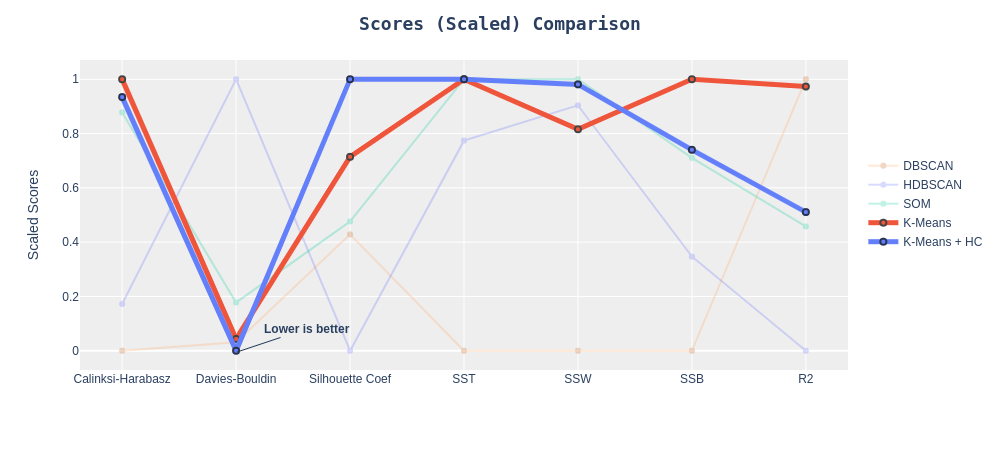 Scores (Scaled) Comparison
1
0.8
0.6
0.4
0.2
0
Scaled Scores
Lower is better
Calinksi-Harabasz
Davies-Bouldin
Silhouette Coef
SST
SSW
SSB
R2
DBSCAN
HDBSCAN
SOM
K-Means
K-Means + HC